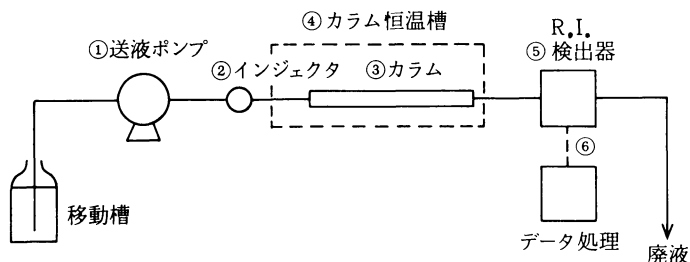 ④カラム恒温槽
R.I.
⑤検出器
①送液ポンプ
②インジェクタ
③カラム
⑥
移動槽
データ処理
廃液